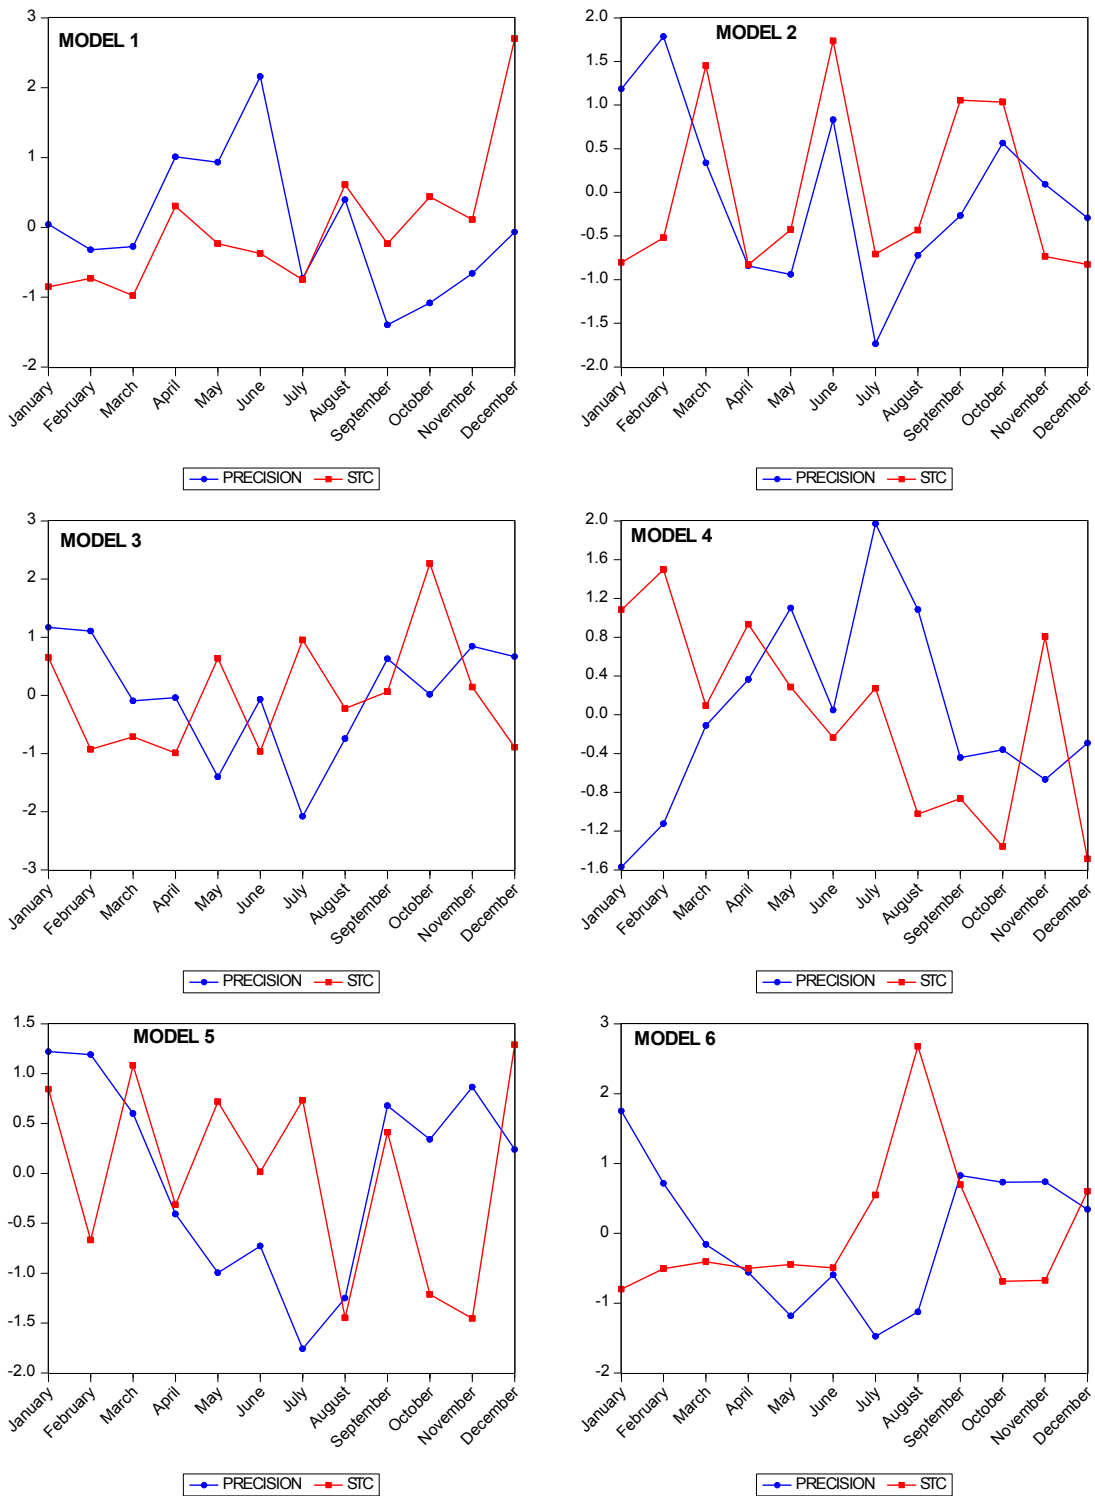 MODEL 1
3
2
1
0
-1
-2
January
February
March
April
May
June
July
August
September
October
November
December
PRECISION STC
MODEL 2
2.0
1.5
1.0
0.5
0.0
-0.5
-1.0
-1.5
-2.0
January
February
March
April
May
June
July
August
September
October
November
December
PRECISION STC
MODEL 3
3
2
1
0
-1
-2
-3
January
February
March
April
May
June
July
August
September
October
November
December
PRECISION STC
MODEL 4
2.0
1.6
1.2
0.8
0.4
0.0
-0.4
-0.8
-1.2
-1.6
January
February
March
April
May
June
July
August
September
October
November
December
PRECISION STC
MODEL 5
1.5
1.0
0.5
0.0
-0.5
-1.0
-1.5
-2.0
January
February
March
April
May
June
July
August
September
October
November
December
PRECISION STC
MODEL 6
3
2
1
0
-1
-2
January
February
March
April
May
June
July
August
September
October
November
December
PRECISION STC